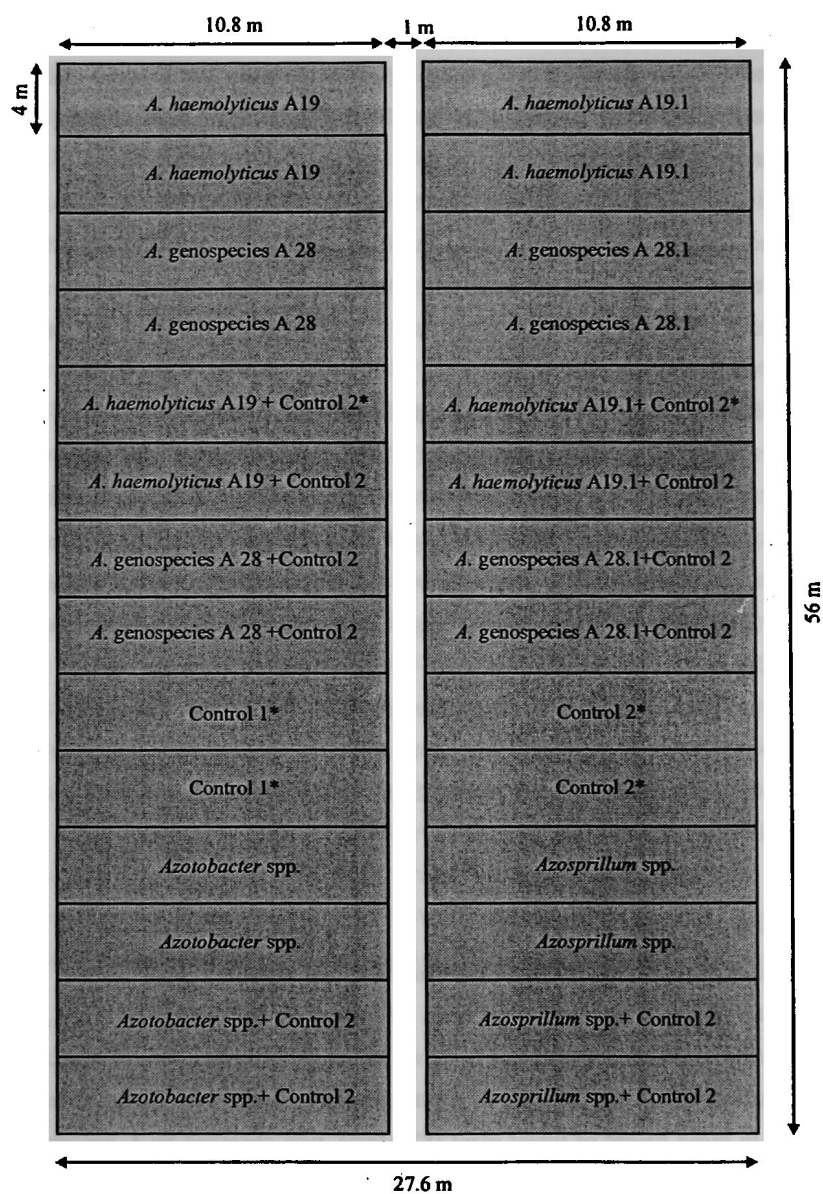 10.8 m 1 m 10.8 m
4 m
A. haemolyticus A19
A. haemolyticus A19
A. genospecies A 28
A. genospecies A 28
A. haemolyticus A19 + Control 2*
A. haemolyticus A19 + Control 2
A. genospecies A 28 +Control 2
A. genospecies A 28 +Control 2
Control 1*
Control 1*
Azotobacter spp.
Azotobacter spp.
Azotobacter spp.+ Control 2
Azotobacter spp.+ Control 2
A. haemolyticus A19.1
A. haemolyticus A19.1
A. genospecies A 28.1
A. genospecies A 28.1
A. haemolyticus A19.1+ Control 2*
A. haemolyticus A19.1+ Control 2
A. genospecies A 28.1+Control 2
A. genospecies A 28.1+Control 2
Control 2*
Control 2*
Azosprillum spp.
Azosprillum spp.
Azosprillum spp.+ Control 2
Azosprillum spp.+ Control 2
56 m
27.6 m